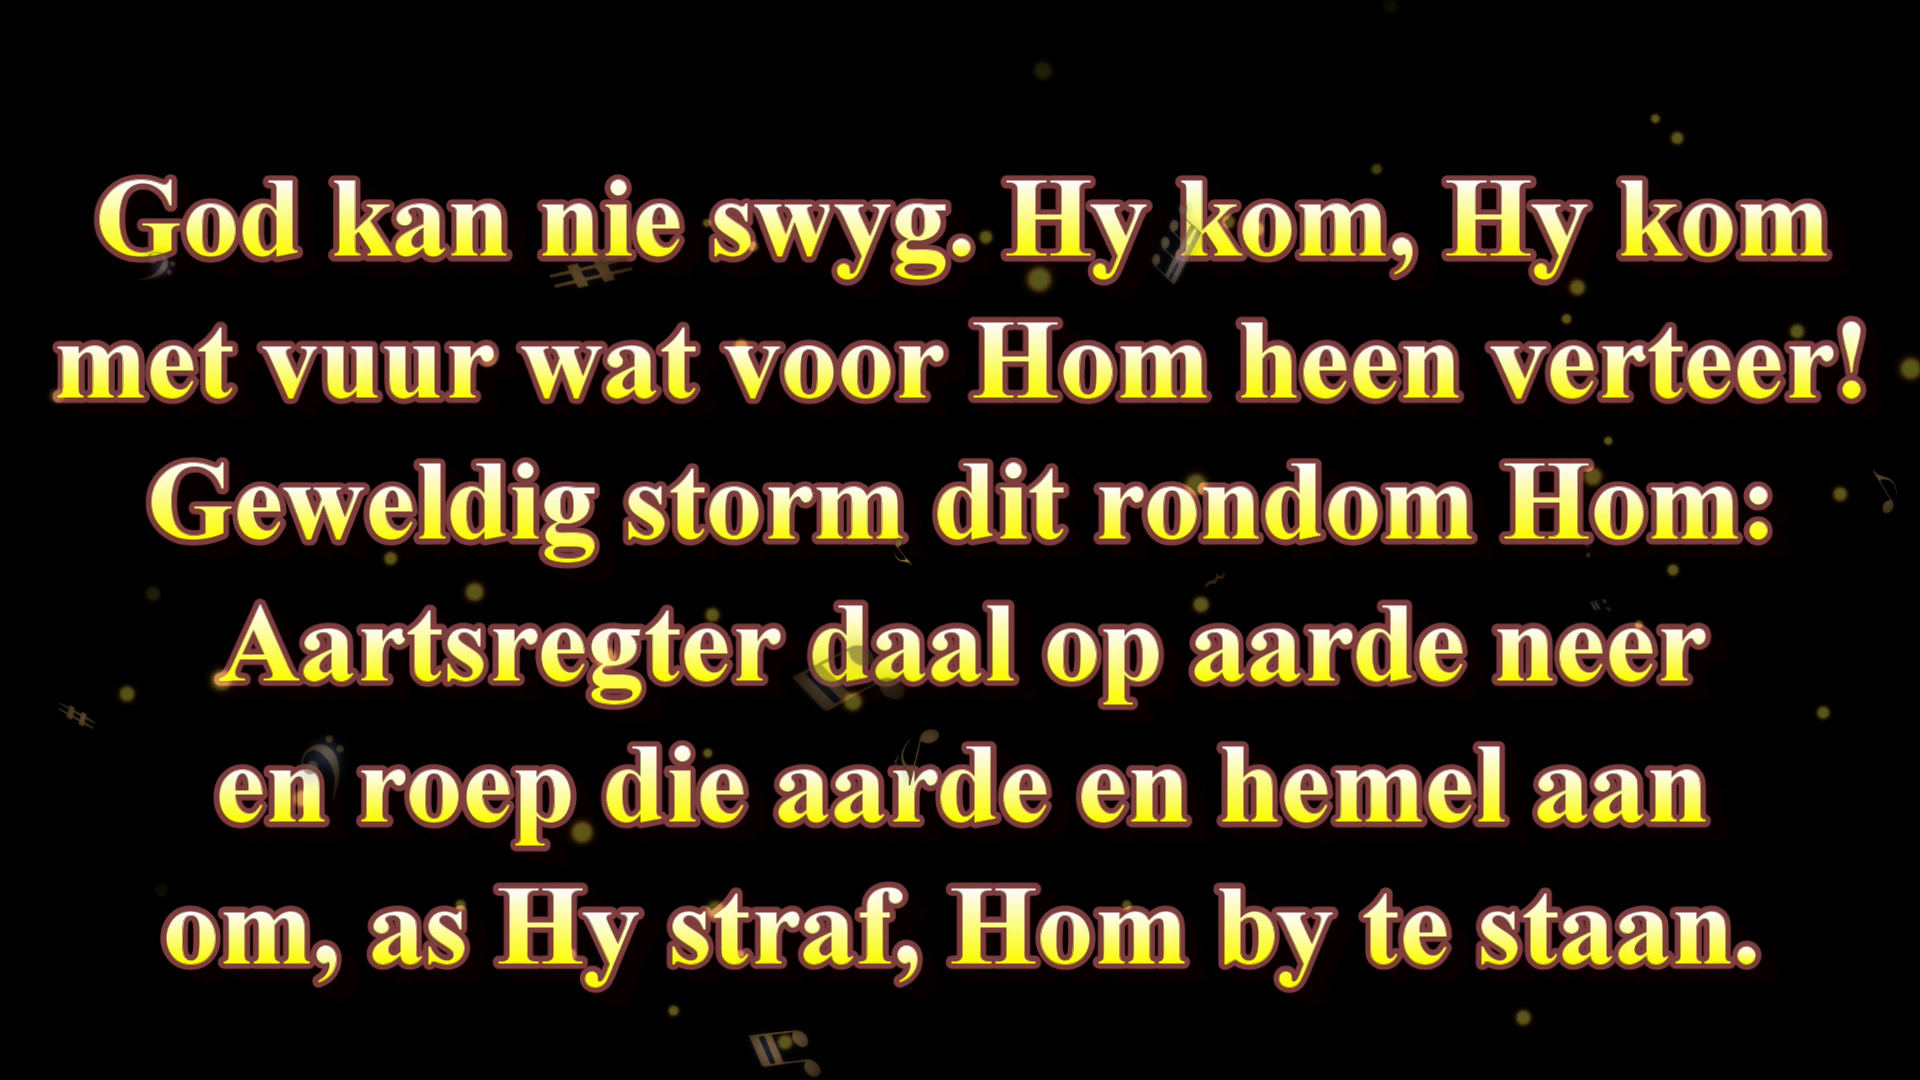 God kan nie swyg. Hy kom, Hy kom
met vuur wat voor Hom heen verteer!
Geweldig storm dit rondom Hom:
Aartsregter daal op aarde neer
en roep die aarde en hemel aan
om, as Hy straf, Hom by te staan.